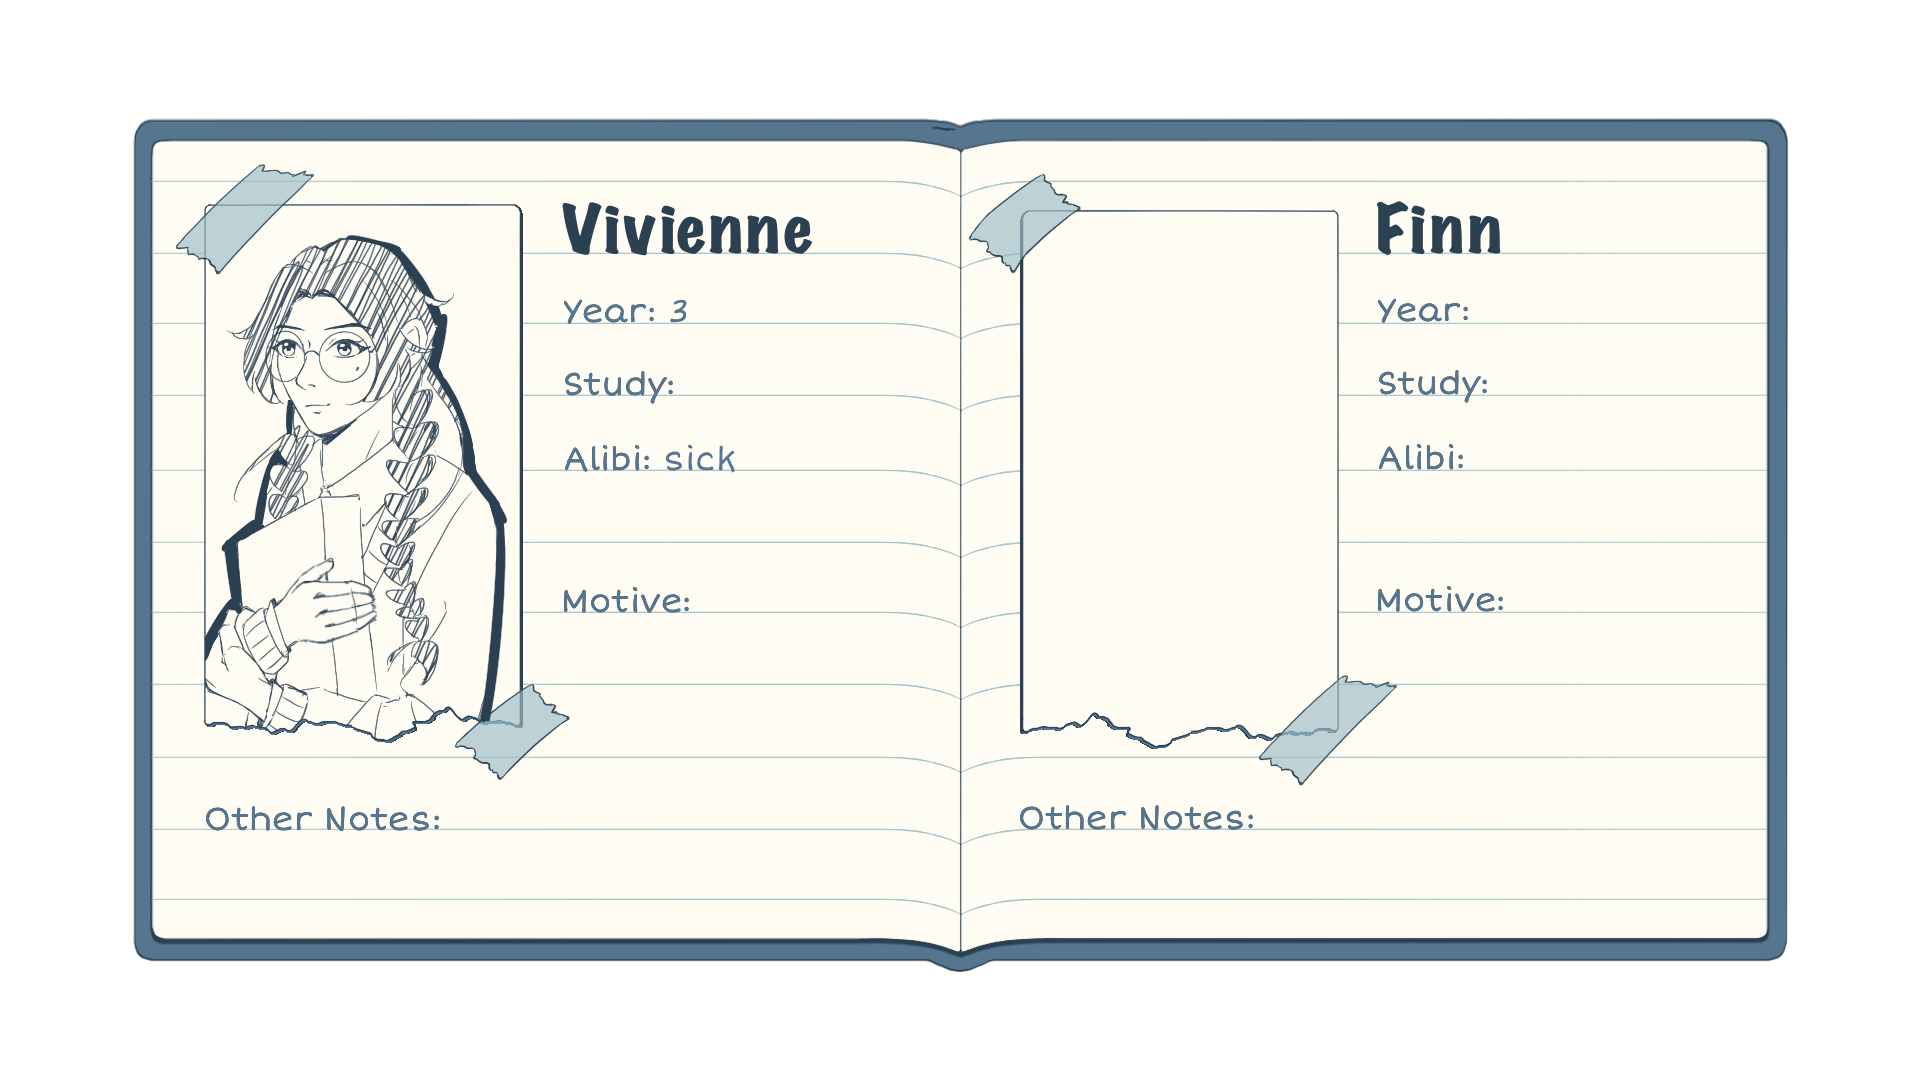 Vivienne
Year: 3
Study:
Alibi: sick
Motive:
Other Notes:
Finn
Year:
Study:
Alibi:
Motive:
Other Notes: